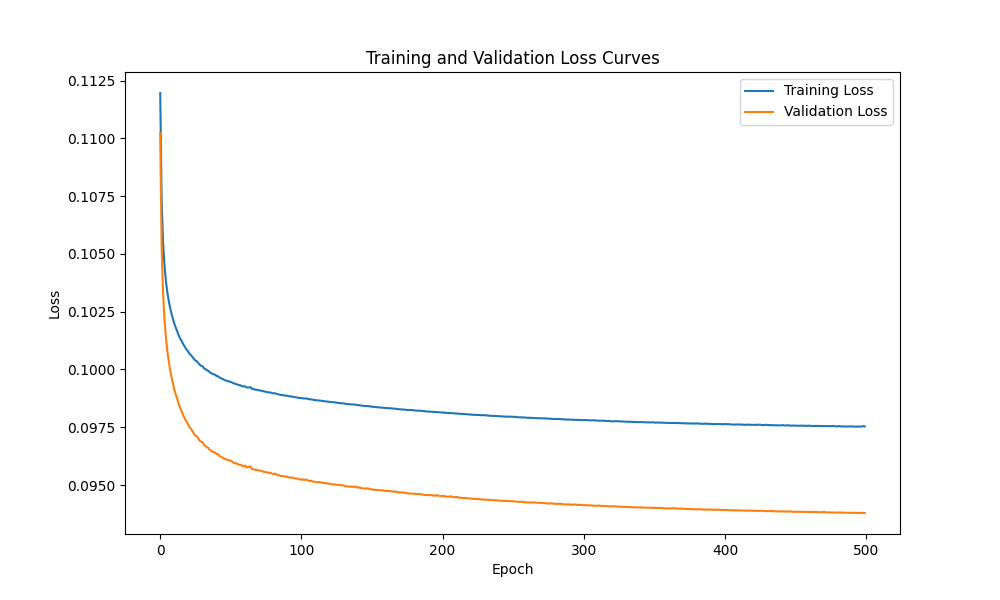 Training and Validation Loss Curves
Training Loss
Validation Loss
0.1125
0.1100
0.1075
0.1050
0.1025
0.1000
0.0975
0.0950
Loss
0 100 200 300 400 500
Epoch